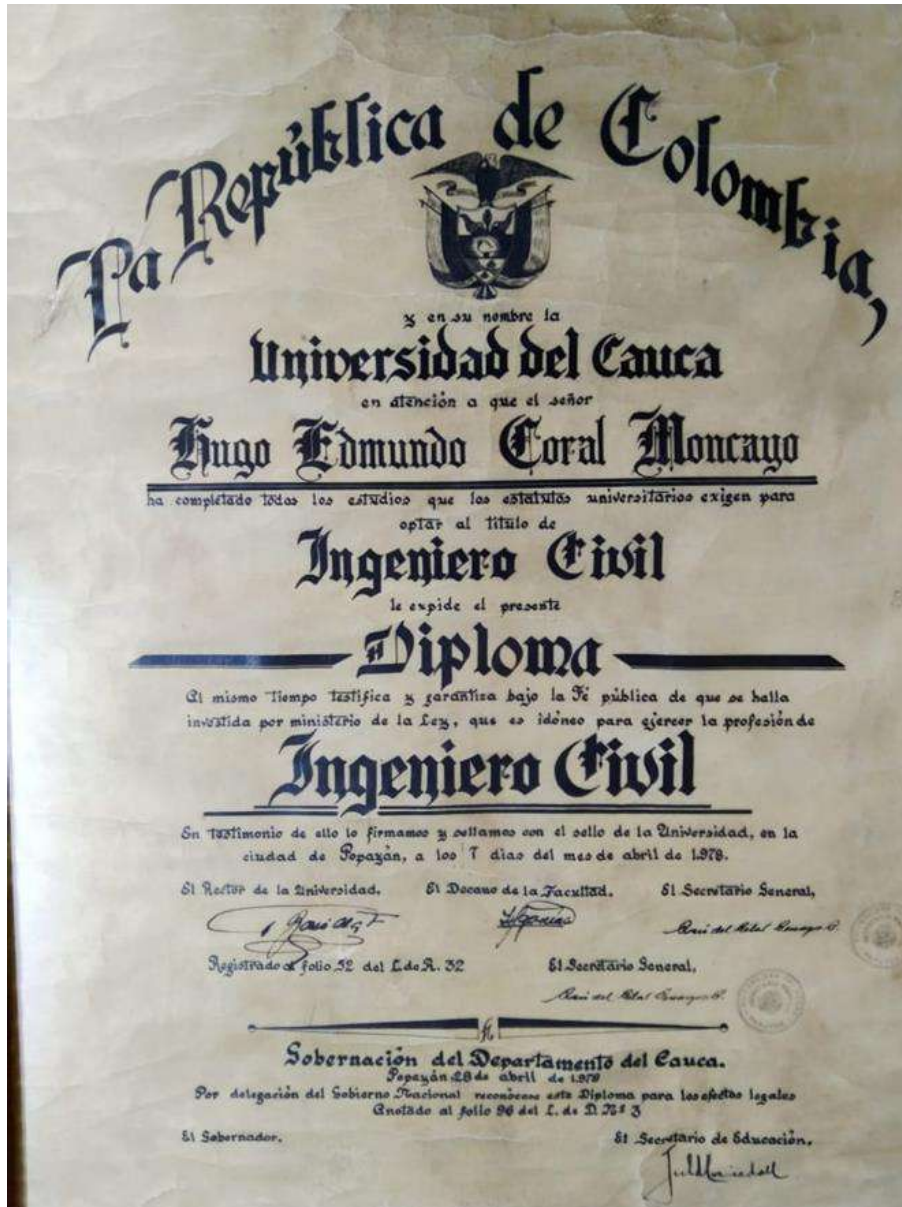 La República de Colombia,
y en su nombre la
Universidad del Cauca
en atención a que el señor
Hugo Edmundo Coral Moncayo
ha completado todos los estudios que los estatutos universitarios exigen para
optar al título de
Ingeniero Civil
le expide el presente
Diploma
Al mismo tiempo testifica y garantiza bajo la Fé pública de que se halla
investida por ministerio de la Ley, que es idóneo para ejercer la profesión de
Ingeniero Civil
En testimonio de ello lo firmamos y sellamos con el sello de la Universidad, en la
ciudad de Popayán, a los 7 días del mes de abril de 1.978.
El Rector de la Universidad. El Decano de la Facultad. El Secretario General,
Registrado al folio 52 del L. de R. 32 El Secretario General,
Gobernación del Departamento del Cauca.
Popayán 28 de abril de 1.978
Por delegación del Gobierno Nacional reconócese este Diploma para los efectos legales
Anotado al folio 96 del L. de D. Nº 3
El Gobernador. El Secretario de Educación,